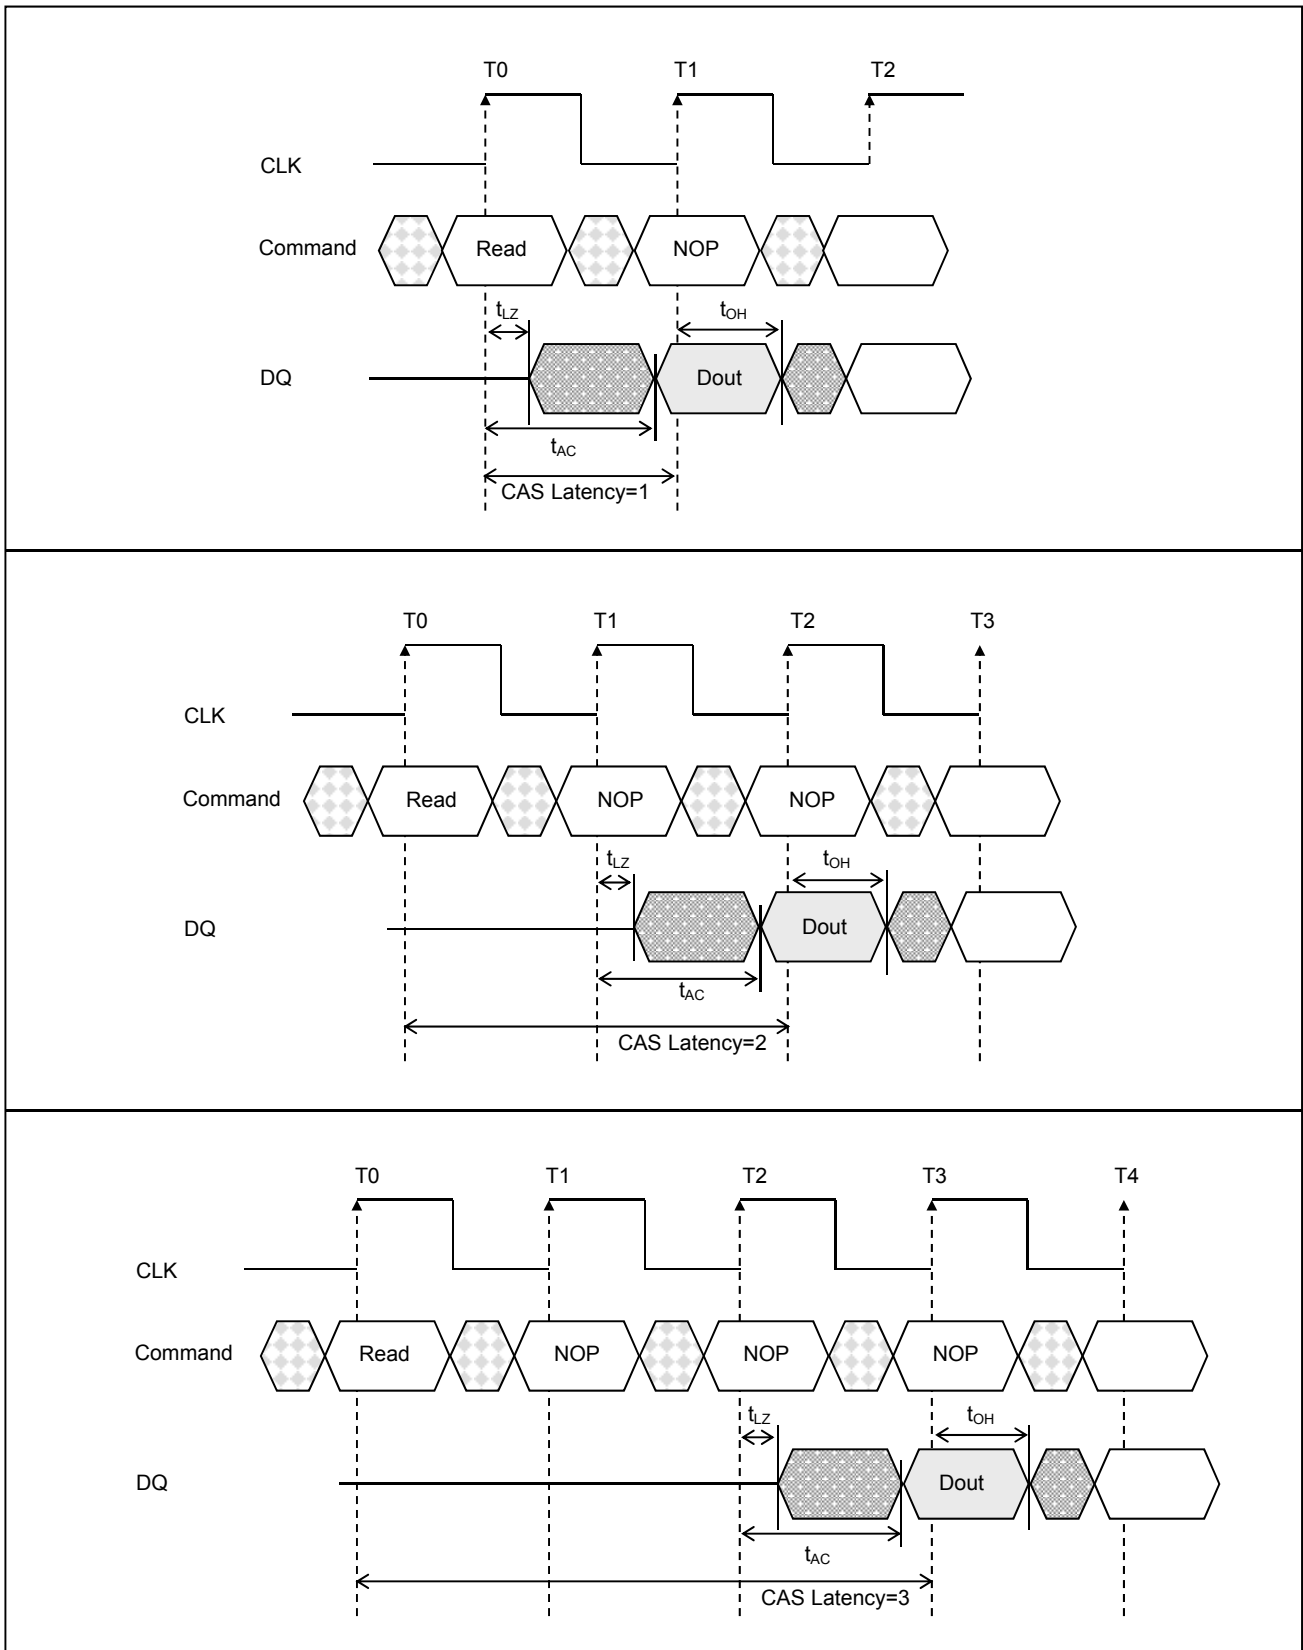 T0 T1 T2
CLK
Command Read NOP
tLZ tOH
DQ Dout
tAC
CAS Latency=1
T0 T1 T2 T3
CLK
Command Read NOP NOP
tLZ tOH
DQ Dout
tAC
CAS Latency=2
T0 T1 T2 T3 T4
CLK
Command Read NOP NOP NOP
tLZ tOH
DQ Dout
tAC
CAS Latency=3